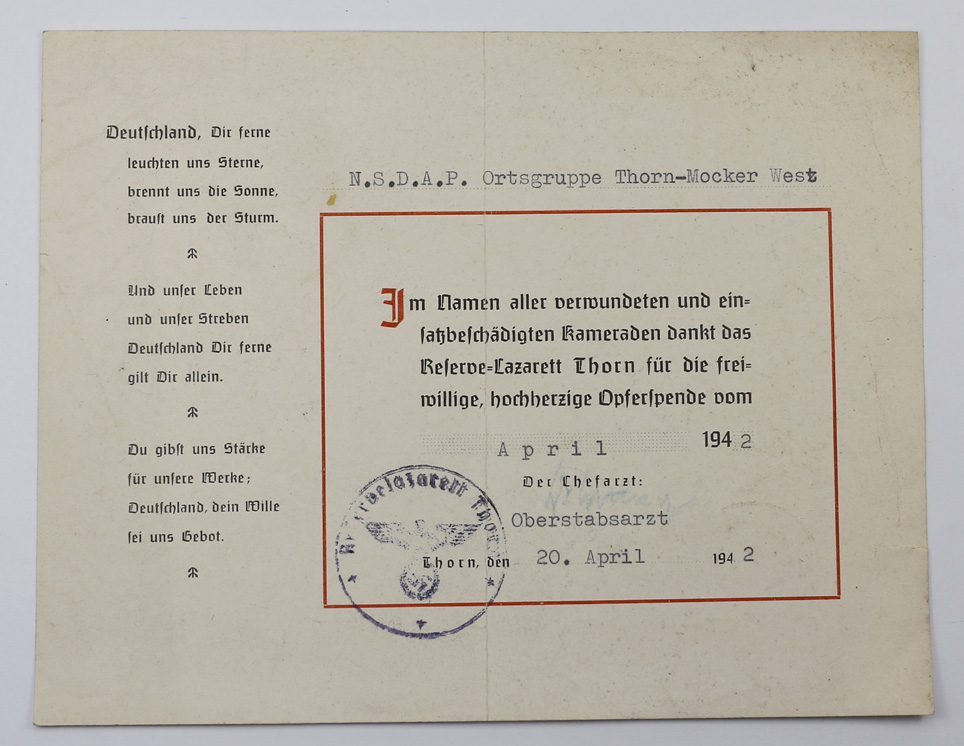 Deutſchland, Dir ferne
leuchten uns Sterne,
brennt uns die Sonne,
brauſt uns der Sturm.
Und unſer Leben
und unſer Streben
Deutſchland Dir ferne
gilt Dir allein.
Du gibſt uns Stärke
für unſere Werke;
Deutſchland, dein Wille
ſei uns Gebot.
N.S.D.A.P. Ortsgruppe Thorn-Mocker West
Im Namen aller verwundeten und ein=
ſatzbeſchädigten Kameraden dankt das
Reſerve=Lazarett Thorn für die frei=
willige, hochherzige Opferſpende vom
April 1942
Der Chefarzt:
Oberstabsarzt
Thorn, den 20. April 1942
Reſervelazarett Thorn